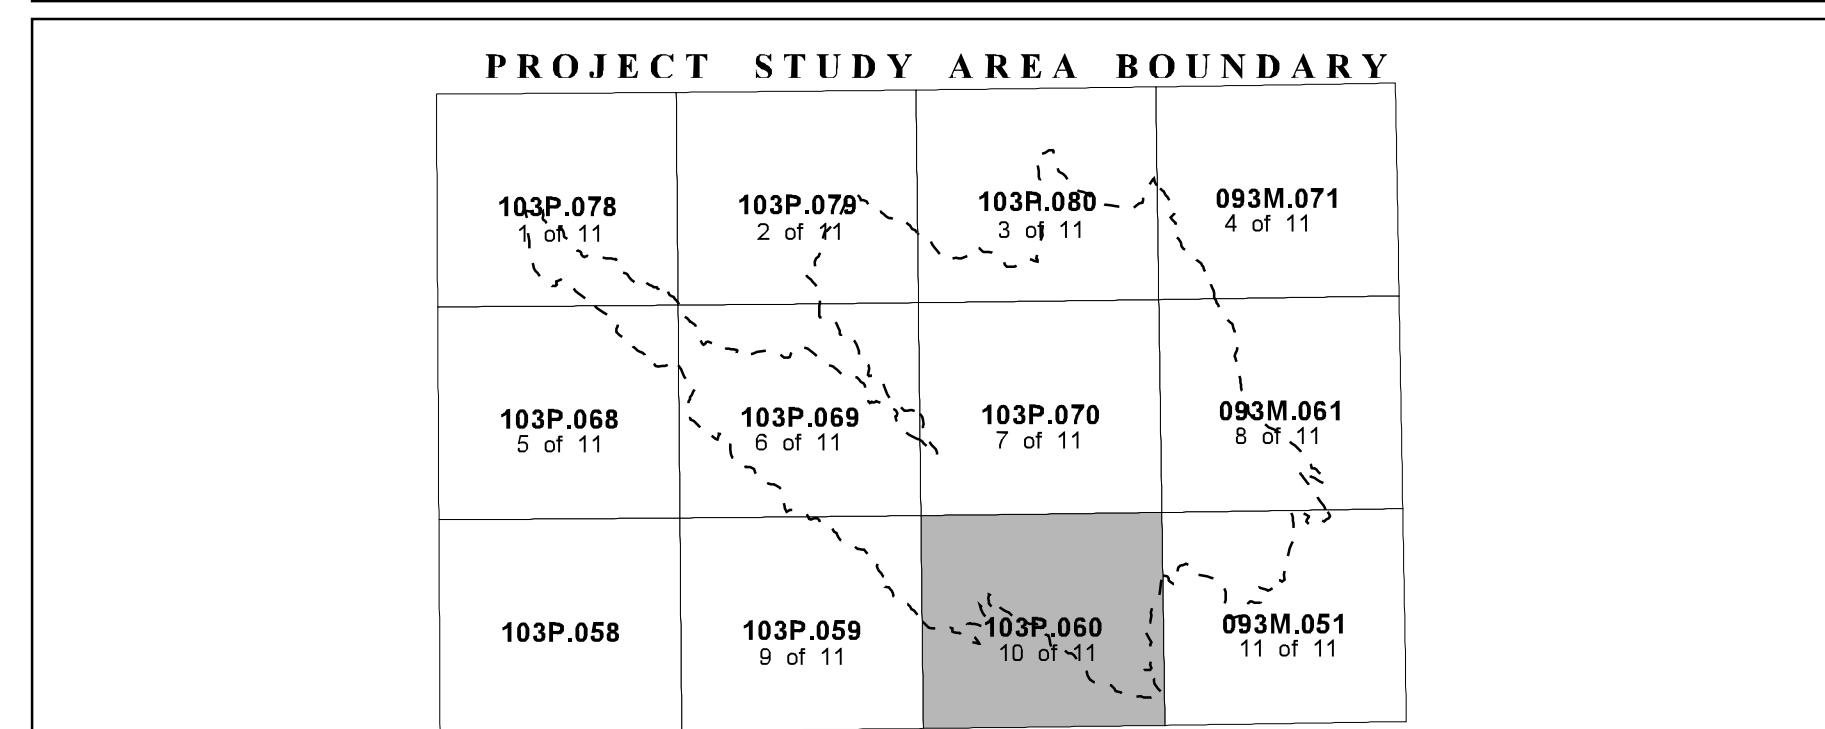 PROJECT STUDY AREA BOUNDARY
103P.078
1 of 11
103P.079
2 of 11
103P.080
3 of 11
093M.071
4 of 11
103P.068
5 of 11
103P.069
6 of 11
103P.070
7 of 11
093M.061
8 of 11
103P.058
103P.059
9 of 11
103P.060
10 of 11
093M.051
11 of 11